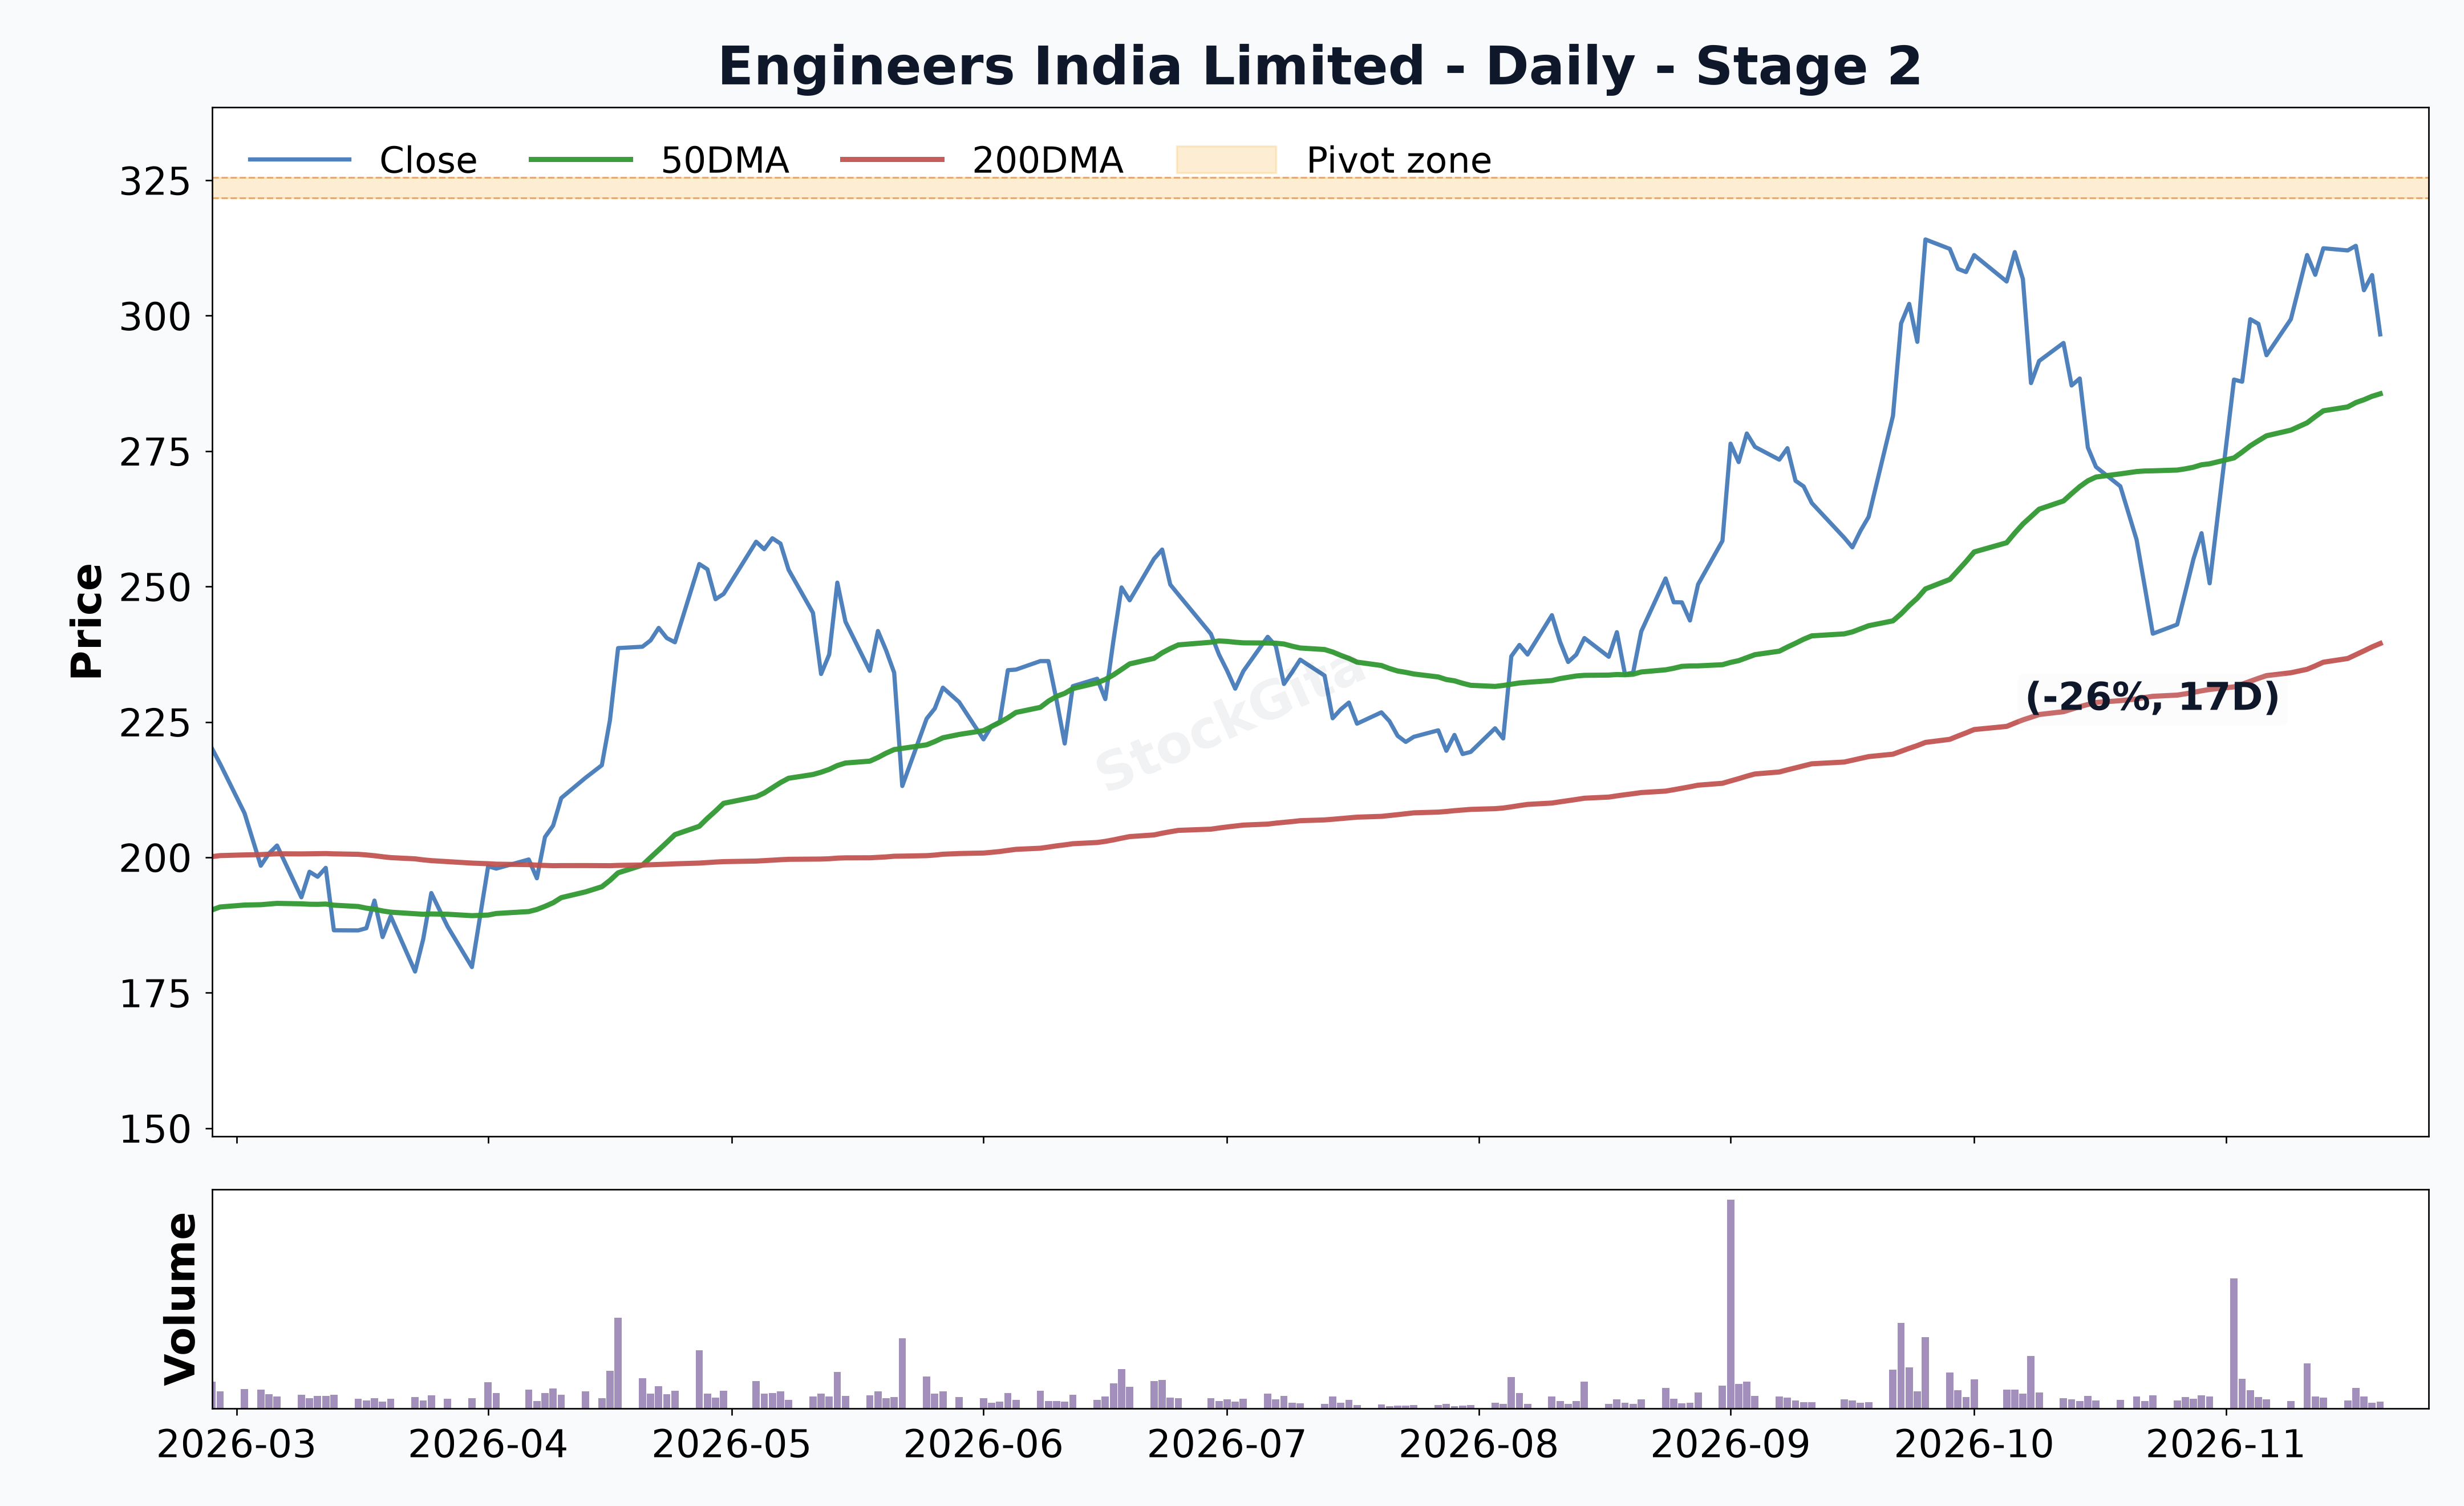 Engineers India Limited - Daily - Stage 2
Close 50DMA 200DMA Pivot zone
Price
325
300
275
250
225
200
175
150
StockGita
(-26%, 17D)
Volume
2026-03 2026-04 2026-05 2026-06 2026-07 2026-08 2026-09 2026-10 2026-11